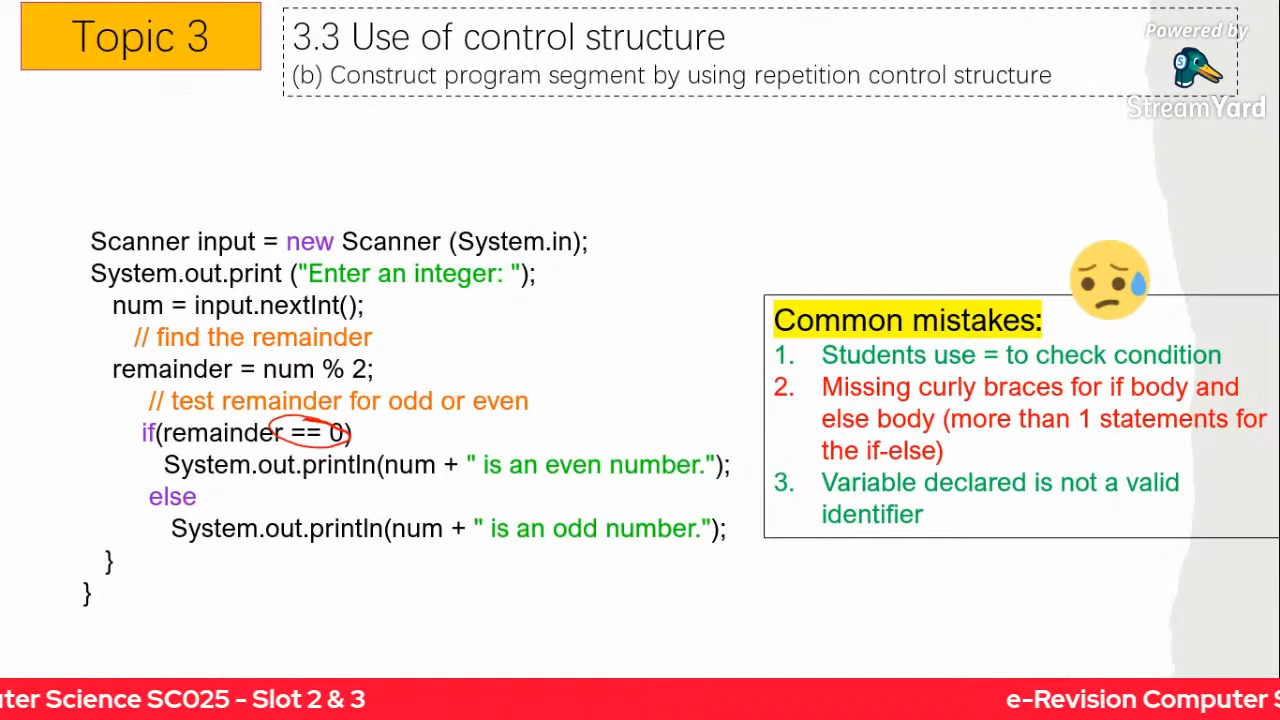 Topic 3
3.3 Use of control structure
(b) Construct program segment by using repetition control structure
Powered by
StreamYard
Scanner input = new Scanner (System.in);
System.out.print ("Enter an integer: ");
num = input.nextInt();
// find the remainder
remainder = num % 2;
// test remainder for odd or even
if(remainder == 0)
System.out.println(num + " is an even number.");
else
System.out.println(num + " is an odd number.");
}
}
Common mistakes:
1. Students use = to check condition
2. Missing curly braces for if body and
else body (more than 1 statements for
the if-else)
3. Variable declared is not a valid
identifier
uter Science SC025 - Slot 2 & 3
e-Revision Computer S